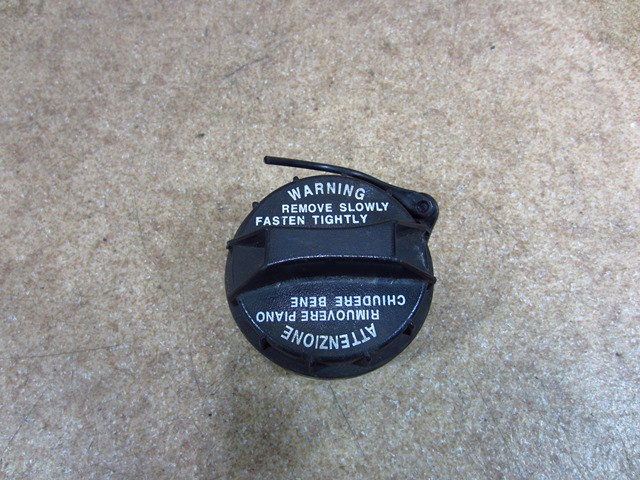 WARNING
REMOVE SLOWLY
FASTEN TIGHTLY
ATTENZIONE
RIMUOVERE PIANO
CHIUDERE BENE